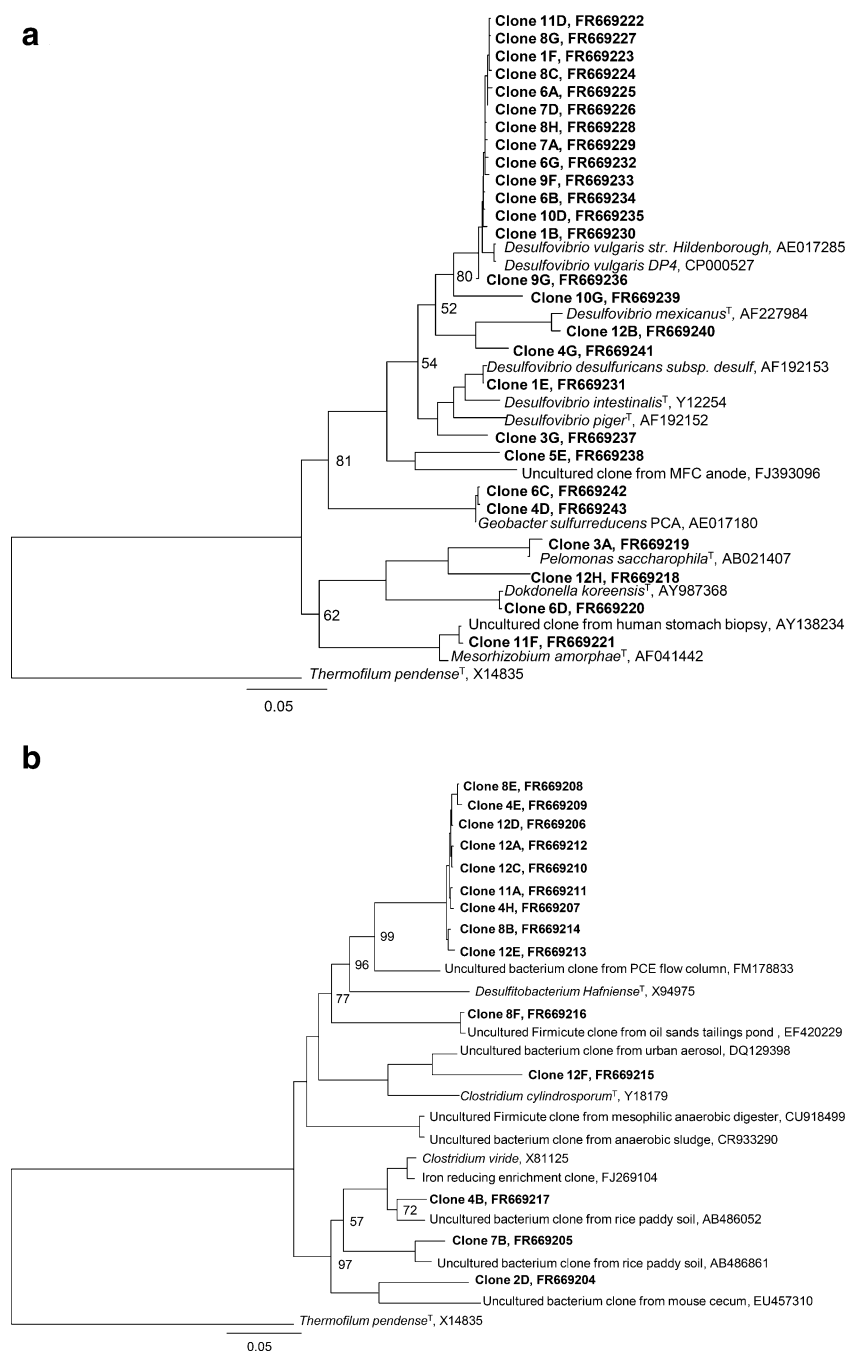 a
Clone 11D, FR669222
Clone 8G, FR669227
Clone 1F, FR669223
Clone 8C, FR669224
Clone 6A, FR669225
Clone 7D, FR669226
Clone 8H, FR669228
Clone 7A, FR669229
Clone 6G, FR669232
Clone 9F, FR669233
Clone 6B, FR669234
Clone 10D, FR669235
Clone 1B, FR669230
Desulfovibrio vulgaris str. Hildenborough, AE017285
Desulfovibrio vulgaris DP4, CP000527
80
Clone 9G, FR669236
Clone 10G, FR669239
52
Desulfovibrio mexicanusT, AF227984
Clone 12B, FR669240
Clone 4G, FR669241
54
Desulfovibrio desulfuricans subsp. desulf, AF192153
Clone 1E, FR669231
Desulfovibrio intestinalisT, Y12254
Desulfovibrio pigerT, AF192152
Clone 3G, FR669237
Clone 5E, FR669238
81
Uncultured clone from MFC anode, FJ393096
Clone 6C, FR669242
Clone 4D, FR669243
Geobacter sulfurreducens PCA, AE017180
Clone 3A, FR669219
Pelomonas saccharophilaT, AB021407
Clone 12H, FR669218
Dokdonella koreensisT, AY987368
Clone 6D, FR669220
62
Uncultured clone from human stomach biopsy, AY138234
Clone 11F, FR669221
Mesorhizobium amorphaeT, AF041442
Thermofilum pendenseT, X14835
0.05
b
Clone 8E, FR669208
Clone 4E, FR669209
Clone 12D, FR669206
Clone 12A, FR669212
Clone 12C, FR669210
Clone 11A, FR669211
Clone 4H, FR669207
Clone 8B, FR669214
99
Clone 12E, FR669213
96
Uncultured bacterium clone from PCE flow column, FM178833
Desulfitobacterium HafnienseT, X94975
77
Clone 8F, FR669216
Uncultured Firmicute clone from oil sands tailings pond , EF420229
Uncultured bacterium clone from urban aerosol, DQ129398
Clone 12F, FR669215
Clostridium cylindrosporumT, Y18179
Uncultured Firmicute clone from mesophilic anaerobic digester, CU918499
Uncultured bacterium clone from anaerobic sludge, CR933290
Clostridium viride, X81125
Iron reducing enrichment clone, FJ269104
Clone 4B, FR669217
72
57
Uncultured bacterium clone from rice paddy soil, AB486052
Clone 7B, FR669205
97
Uncultured bacterium clone from rice paddy soil, AB486861
Clone 2D, FR669204
Uncultured bacterium clone from mouse cecum, EU457310
Thermofilum pendenseT, X14835
0.05